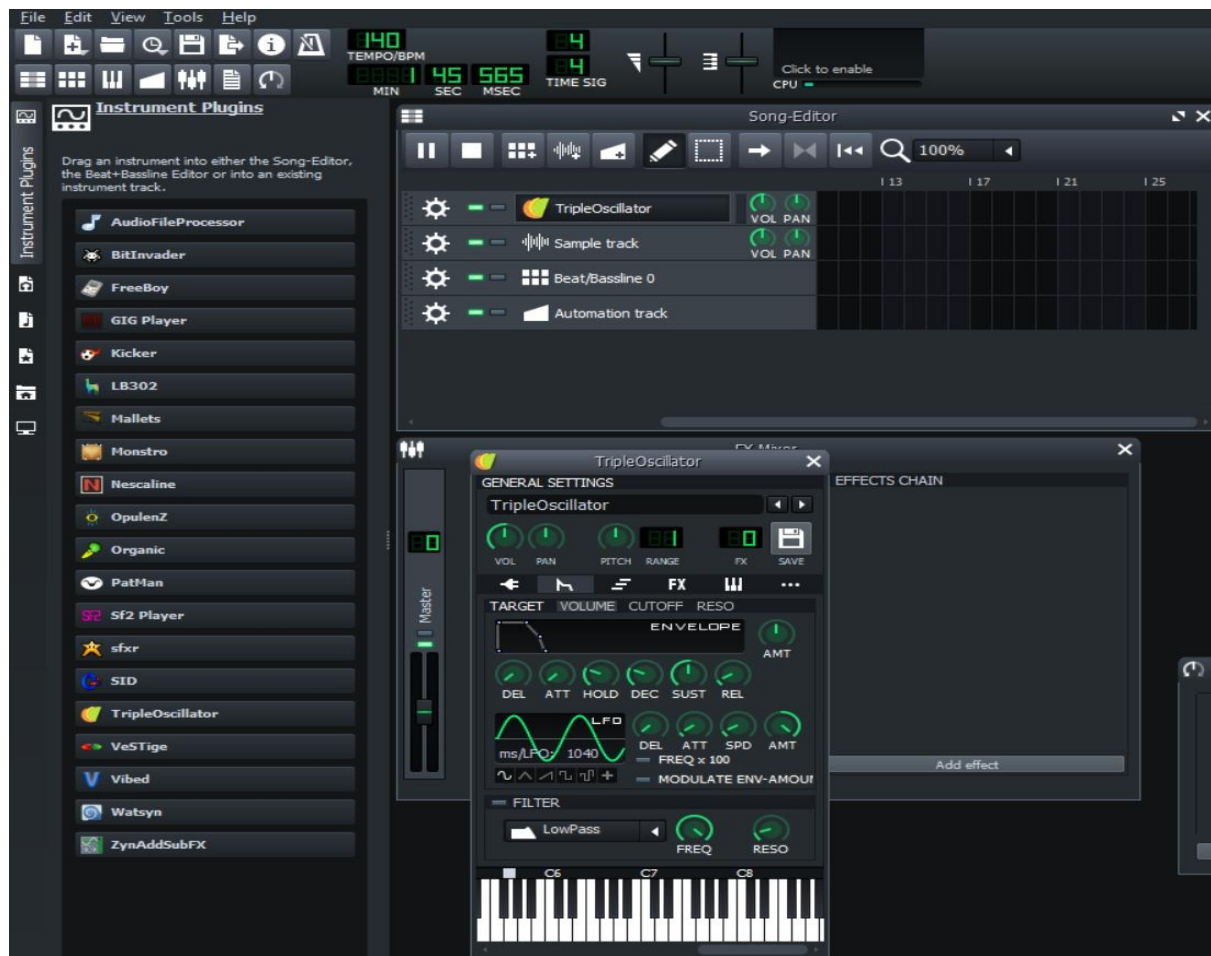 File Edit View Tools Help
140
TEMPO/BPM
1 45 565
MIN SEC MSEC
4
4
TIME SIG
Click to enable
CPU
Instrument Plugins
Instrument Plugins
Drag an instrument into either the Song-Editor,
the Beat+Bassline Editor or into an existing
instrument track.
AudioFileProcessor
BitInvader
FreeBoy
GIG Player
Kicker
LB302
Mallets
Monstro
Nescaline
OpulenZ
Organic
PatMan
Sf2 Player
sfxr
SID
TripleOscillator
VeSTige
Vibed
Watsyn
ZynAddSubFX
Song-Editor
100%
13 17 21 25
TripleOscillator VOL PAN
Sample track VOL PAN
Beat/Bassline 0
Automation track
FX Mixer
0
Master
TripleOscillator
GENERAL SETTINGS
TripleOscillator
1 0
VOL PAN PITCH RANGE FX SAVE
FX
TARGET VOLUME CUTOFF RESO
ENVELOPE
AMT
DEL ATT HOLD DEC SUST REL
LFO
ms/LFO: 1040
DEL ATT SPD AMT
FREQ x 100
MODULATE ENV-AMOUN
FILTER
LowPass
FREQ RESO
C6 C7 C8
EFFECTS CHAIN
Add effect